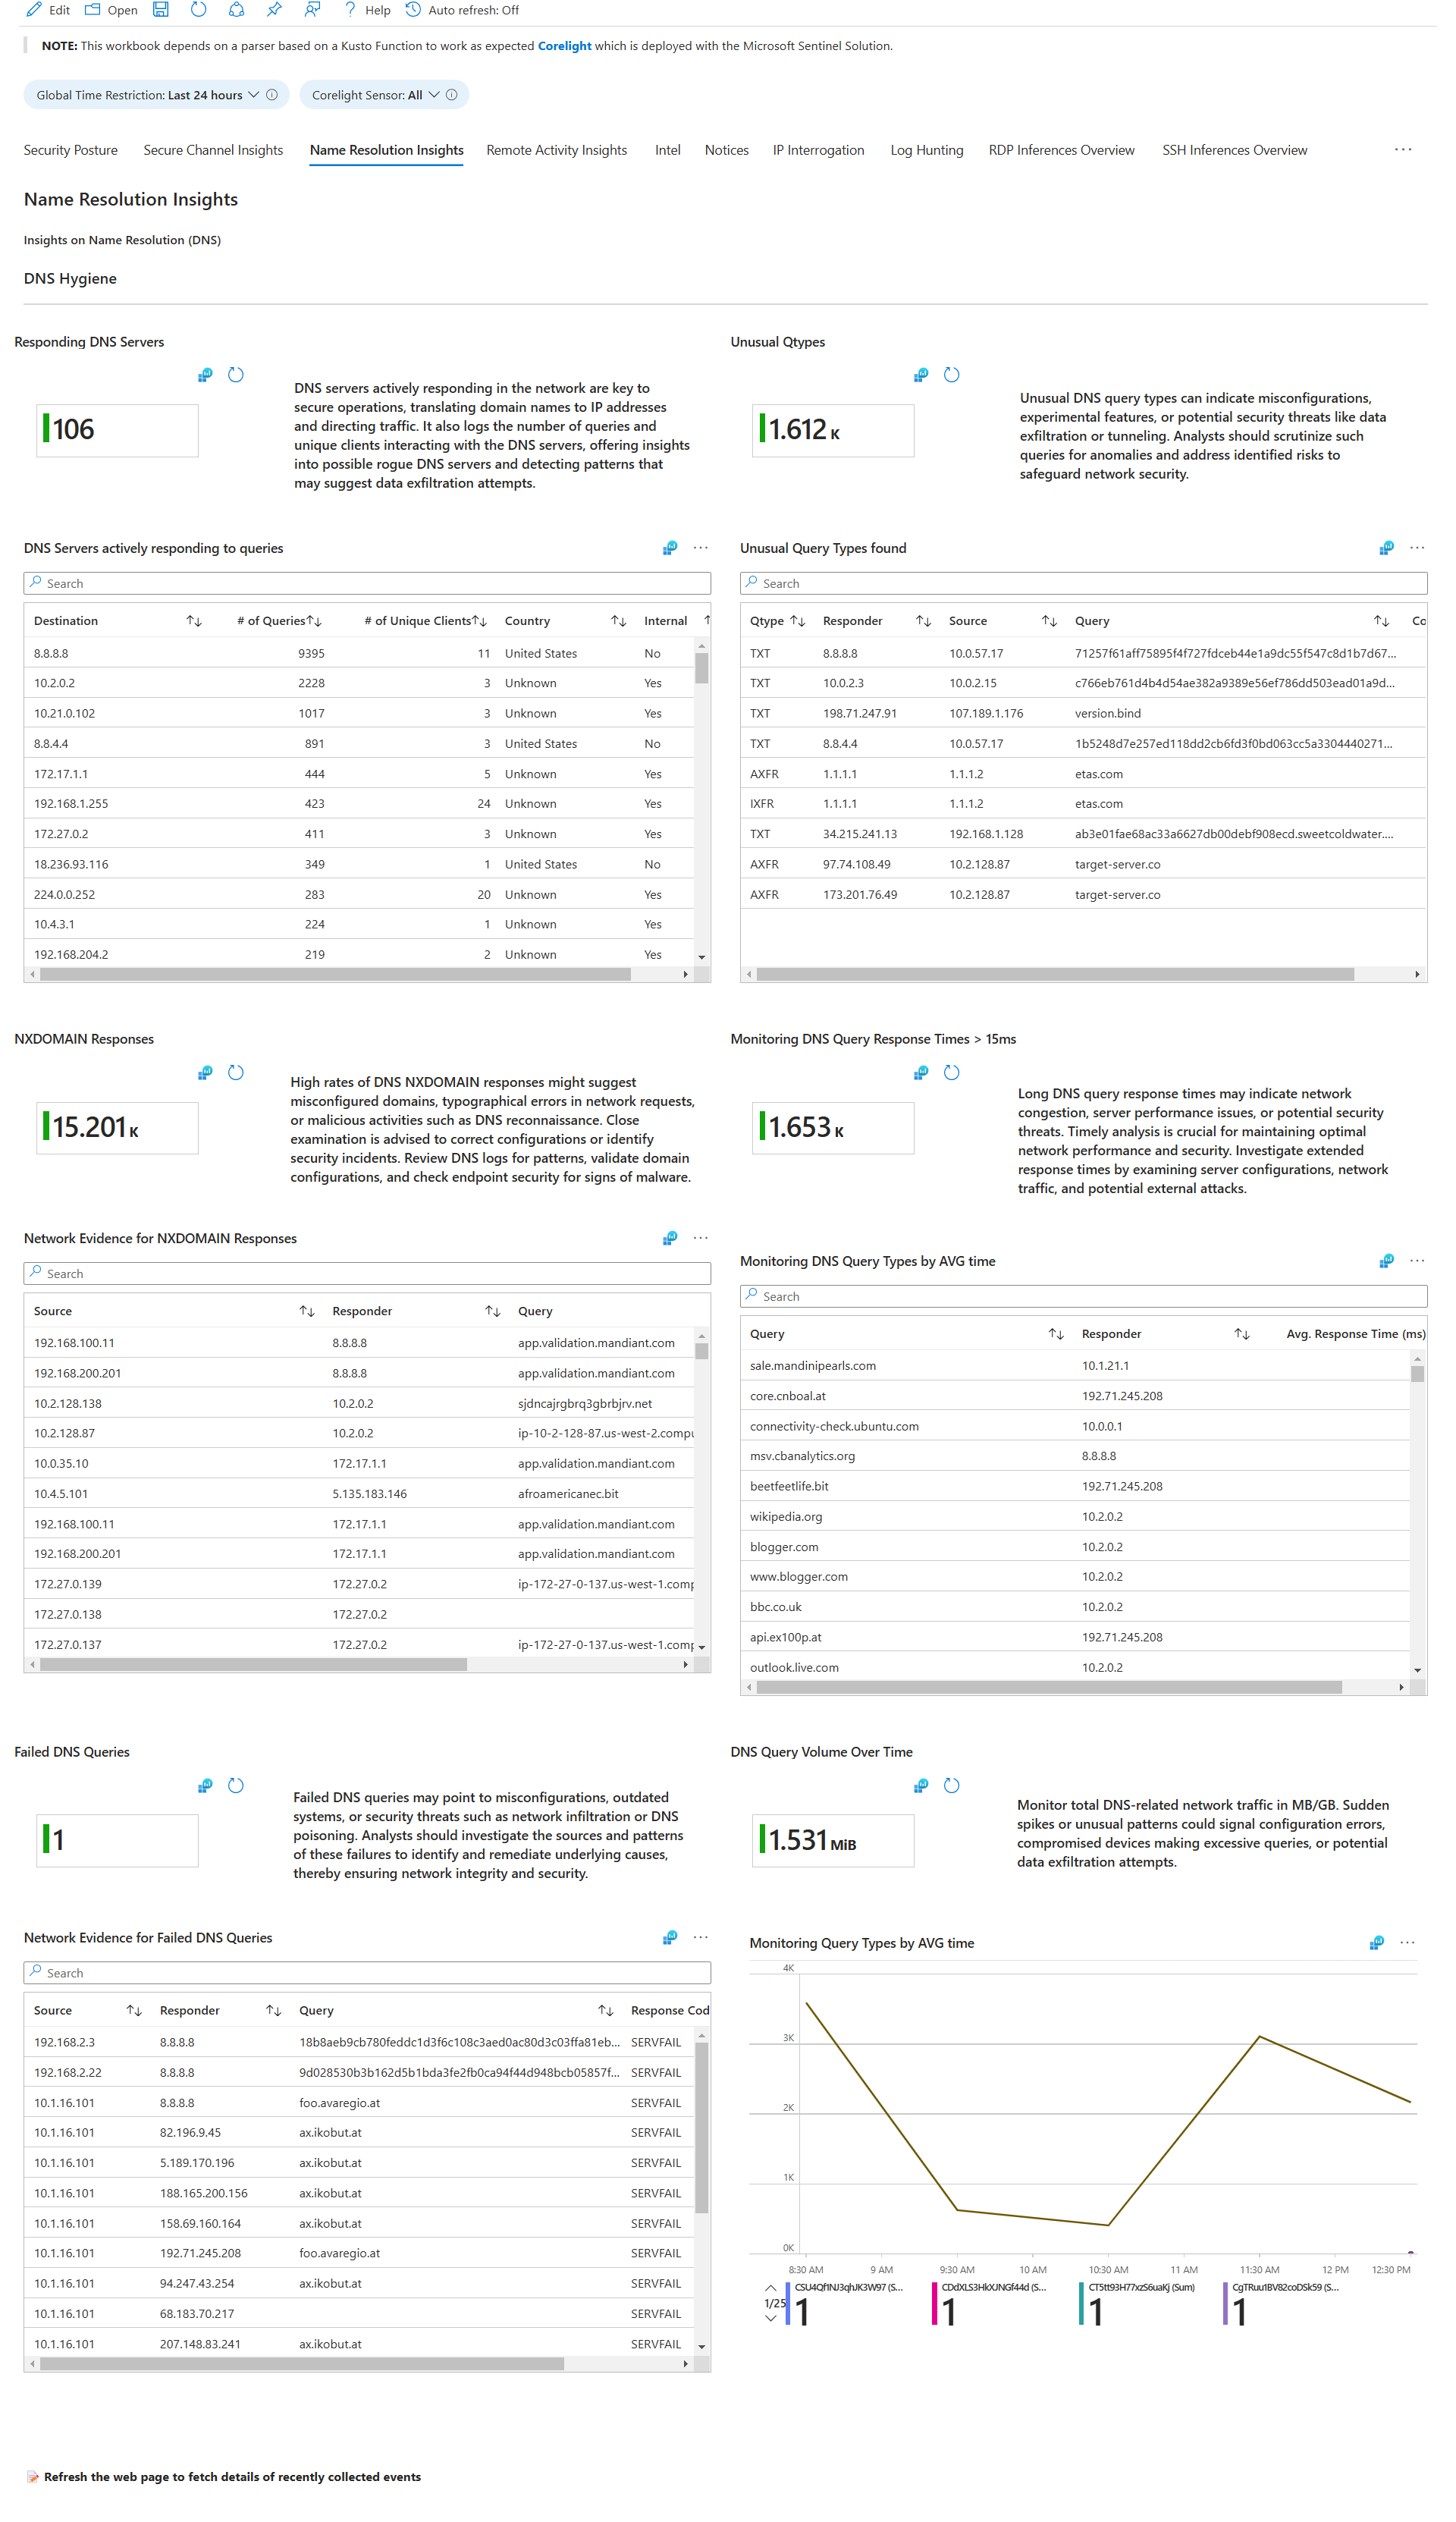 Edit Open Help Auto refresh: Off
NOTE: This workbook depends on a parser based on a Kusto Function to work as expected Corelight which is deployed with the Microsoft Sentinel Solution.
Global Time Restriction: Last 24 hours Corelight Sensor: All
Security Posture Secure Channel Insights Name Resolution Insights Remote Activity Insights Intel Notices IP Interrogation Log Hunting RDP Inferences Overview SSH Inferences Overview ...
Name Resolution Insights
Insights on Name Resolution (DNS)
DNS Hygiene
Responding DNS Servers
106
DNS servers actively responding in the network are key to
secure operations, translating domain names to IP addresses
and directing traffic. It also logs the number of queries and
unique clients interacting with the DNS servers, offering insights
into possible rogue DNS servers and detecting patterns that
may suggest data exfiltration attempts.
Unusual Qtypes
1.612 K
Unusual DNS query types can indicate misconfigurations,
experimental features, or potential security threats like data
exfiltration or tunneling. Analysts should scrutinize such
queries for anomalies and address identified risks to
safeguard network security.
DNS Servers actively responding to queries
Search
Destination # of Queries # of Unique Clients Country Internal
8.8.8.8 9395 11 United States No
10.2.0.2 2228 3 Unknown Yes
10.21.0.102 1017 3 Unknown Yes
8.8.4.4 891 3 United States No
172.17.1.1 444 5 Unknown Yes
192.168.1.255 423 24 Unknown Yes
172.27.0.2 411 3 Unknown Yes
18.236.93.116 349 1 United States No
224.0.0.252 283 20 Unknown Yes
10.4.3.1 224 1 Unknown Yes
192.168.204.2 219 2 Unknown Yes
Unusual Query Types found
Search
Qtype Responder Source Query Co
TXT 8.8.8.8 10.0.57.17 71257f61aff75895f4f727fdceb44e1a9dc55f547c8d1b7d67...
TXT 10.0.2.3 10.0.2.15 c766eb761d4b4d54ae382a9389e56ef786dd503ead01a9d...
TXT 198.71.247.91 107.189.1.176 version.bind
TXT 8.8.4.4 10.0.57.17 1b5248d7e257ed118dd2cb6fd3f0bd063cc5a3304440271...
AXFR 1.1.1.1 1.1.1.2 etas.com
IXFR 1.1.1.1 1.1.1.2 etas.com
TXT 34.215.241.13 192.168.1.128 ab3e01fae68ac33a6627db00debf908ecd.sweetcoldwater....
AXFR 97.74.108.49 10.2.128.87 target-server.co
AXFR 173.201.76.49 10.2.128.87 target-server.co
NXDOMAIN Responses
15.201 K
High rates of DNS NXDOMAIN responses might suggest
misconfigured domains, typographical errors in network requests,
or malicious activities such as DNS reconnaissance. Close
examination is advised to correct configurations or identify
security incidents. Review DNS logs for patterns, validate domain
configurations, and check endpoint security for signs of malware.
Monitoring DNS Query Response Times > 15ms
1.653 K
Long DNS query response times may indicate network
congestion, server performance issues, or potential security
threats. Timely analysis is crucial for maintaining optimal
network performance and security. Investigate extended
response times by examining server configurations, network
traffic, and potential external attacks.
Network Evidence for NXDOMAIN Responses
Search
Source Responder Query
192.168.100.11 8.8.8.8 app.validation.mandiant.com
192.168.200.201 8.8.8.8 app.validation.mandiant.com
10.2.128.138 10.2.0.2 sjdncajrgbrq3gbrbjrv.net
10.2.128.87 10.2.0.2 ip-10-2-128-87.us-west-2.compu
10.0.35.10 172.17.1.1 app.validation.mandiant.com
10.4.5.101 5.135.183.146 afroamericanec.bit
192.168.100.11 172.17.1.1 app.validation.mandiant.com
192.168.200.201 172.17.1.1 app.validation.mandiant.com
172.27.0.139 172.27.0.2 ip-172-27-0-137.us-west-1.comp
172.27.0.138 172.27.0.2
172.27.0.137 172.27.0.2 ip-172-27-0-137.us-west-1.comp
Monitoring DNS Query Types by AVG time
Search
Query Responder Avg. Response Time (ms)
sale.mandinipearls.com 10.1.21.1
core.cnboal.at 192.71.245.208
connectivity-check.ubuntu.com 10.0.0.1
msv.cbanalytics.org 8.8.8.8
beetfeetlife.bit 192.71.245.208
wikipedia.org 10.2.0.2
blogger.com 10.2.0.2
www.blogger.com 10.2.0.2
bbc.co.uk 10.2.0.2
api.ex100p.at 192.71.245.208
outlook.live.com 10.2.0.2
Failed DNS Queries
1
Failed DNS queries may point to misconfigurations, outdated
systems, or security threats such as network infiltration or DNS
poisoning. Analysts should investigate the sources and patterns
of these failures to identify and remediate underlying causes,
thereby ensuring network integrity and security.
DNS Query Volume Over Time
1.531 MiB
Monitor total DNS-related network traffic in MB/GB. Sudden
spikes or unusual patterns could signal configuration errors,
compromised devices making excessive queries, or potential
data exfiltration attempts.
Network Evidence for Failed DNS Queries
Search
Source Responder Query Response Cod
192.168.2.3 8.8.8.8 18b8aeb9cb780feddc1d3f6c108c3aed0ac80d3c03ffa81eb... SERVFAIL
192.168.2.22 8.8.8.8 9d028530b3b162d5b1bda3fe2fb0ca94f44d948bcb05857f... SERVFAIL
10.1.16.101 8.8.8.8 foo.avaregio.at SERVFAIL
10.1.16.101 82.196.9.45 ax.ikobut.at SERVFAIL
10.1.16.101 5.189.170.196 ax.ikobut.at SERVFAIL
10.1.16.101 188.165.200.156 ax.ikobut.at SERVFAIL
10.1.16.101 158.69.160.164 ax.ikobut.at SERVFAIL
10.1.16.101 192.71.245.208 foo.avaregio.at SERVFAIL
10.1.16.101 94.247.43.254 ax.ikobut.at SERVFAIL
10.1.16.101 68.183.70.217 SERVFAIL
10.1.16.101 207.148.83.241 ax.ikobut.at SERVFAIL
Monitoring Query Types by AVG time
4K
3K
2K
1K
0K
8:30 AM 9 AM 9:30 AM 10 AM 10:30 AM 11 AM 11:30 AM 12 PM 12:30 PM
1/25
CSU4Qf1NJ3qhJK3W97 (S... CDdXLS3HkXJNGf44d (S... CT5tt93H77xzS6uaKj (Sum) CgTRuu1BV82coDSk59 (S...
1 1 1 1
Refresh the web page to fetch details of recently collected events